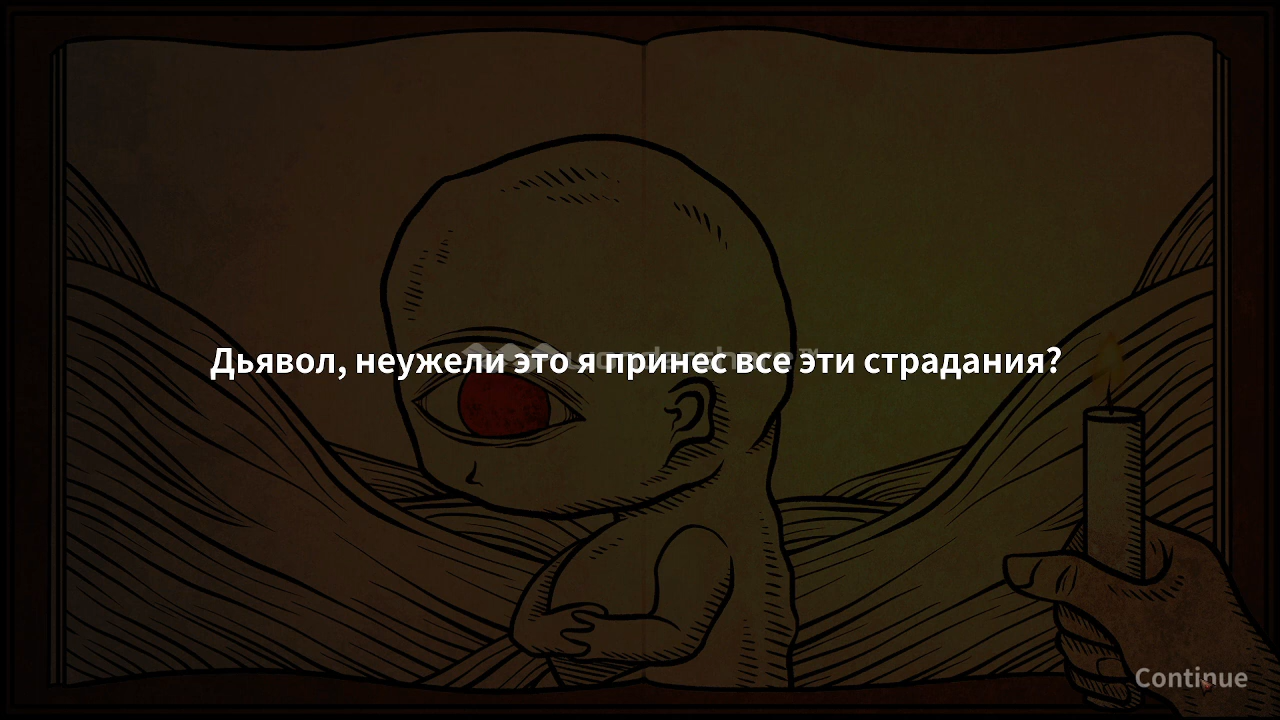 Дьявол, неужели это я принес все эти страдания?
Continue